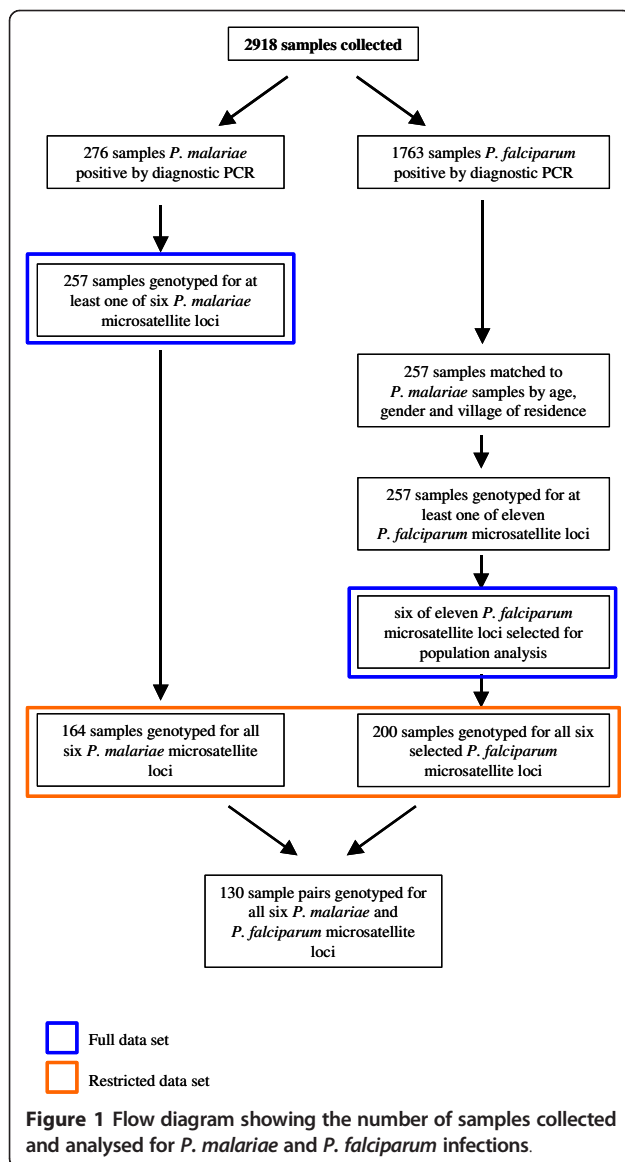 2918 samples collected
276 samples P. malariae
positive by diagnostic PCR
1763 samples P. falciparum
positive by diagnostic PCR
257 samples genotyped for at
least one of six P. malariae
microsatellite loci
257 samples matched to
P. malariae samples by age,
gender and village of residence
257 samples genotyped for at
least one of eleven
P. falciparum microsatellite loci
six of eleven P. falciparum
microsatellite loci selected for
population analysis
164 samples genotyped for all
six P. malariae microsatellite
loci
200 samples genotyped for all six
selected P. falciparum
microsatellite loci
130 sample pairs genotyped for
all six P. malariae and
P. falciparum microsatellite
loci
Full data set
Restricted data set
Figure 1 Flow diagram showing the number of samples collected
and analysed for P. malariae and P. falciparum infections.